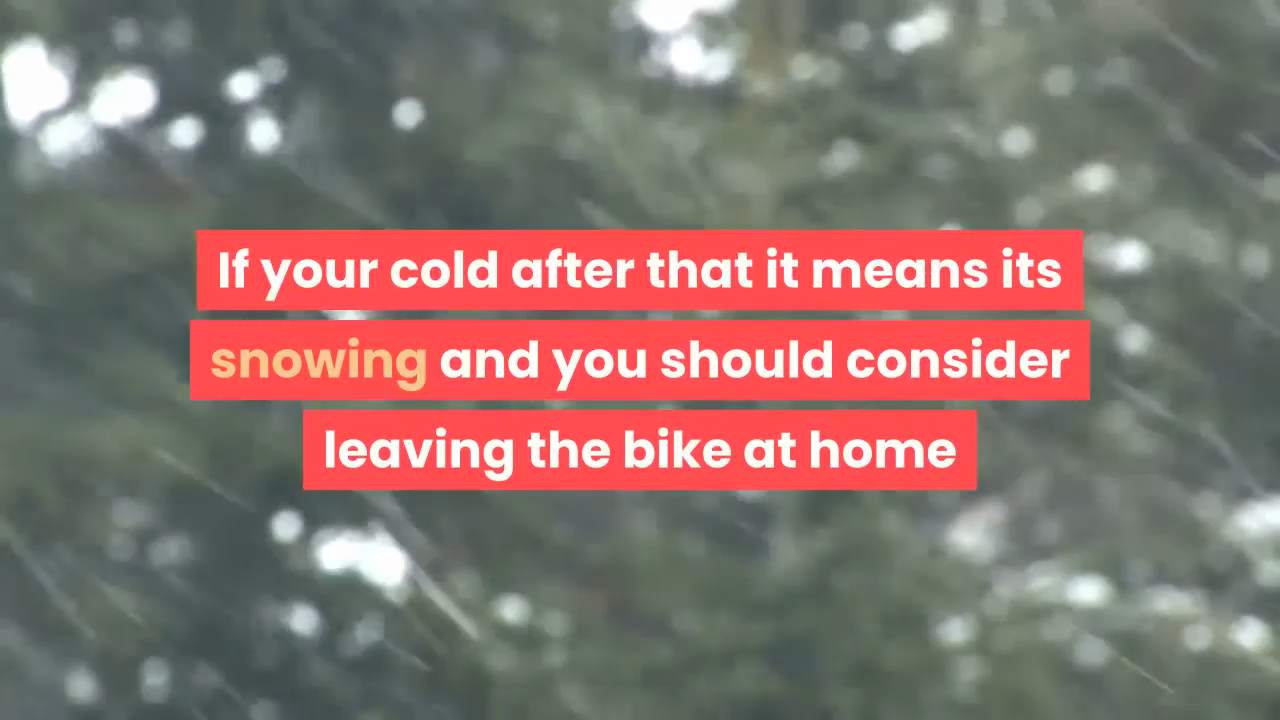 If your cold after that it means its
snowing and you should consider
leaving the bike at home